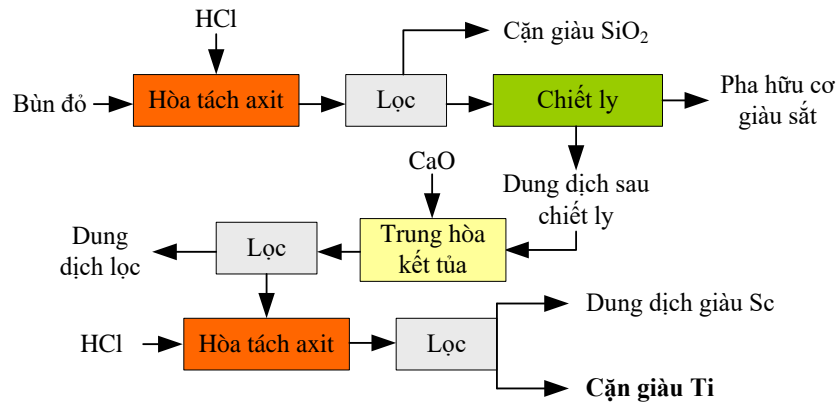 HCl
Cặn giàu SiO₂
Bùn đỏ
Hòa tách axit
Lọc
Chiết ly
Pha hữu cơ
giàu sắt
CaO
Dung dịch sau
chiết ly
Dung
dịch lọc
Lọc
Trung hòa
kết tủa
Dung dịch giàu Sc
HCl
Hòa tách axit
Lọc
Cặn giàu Ti